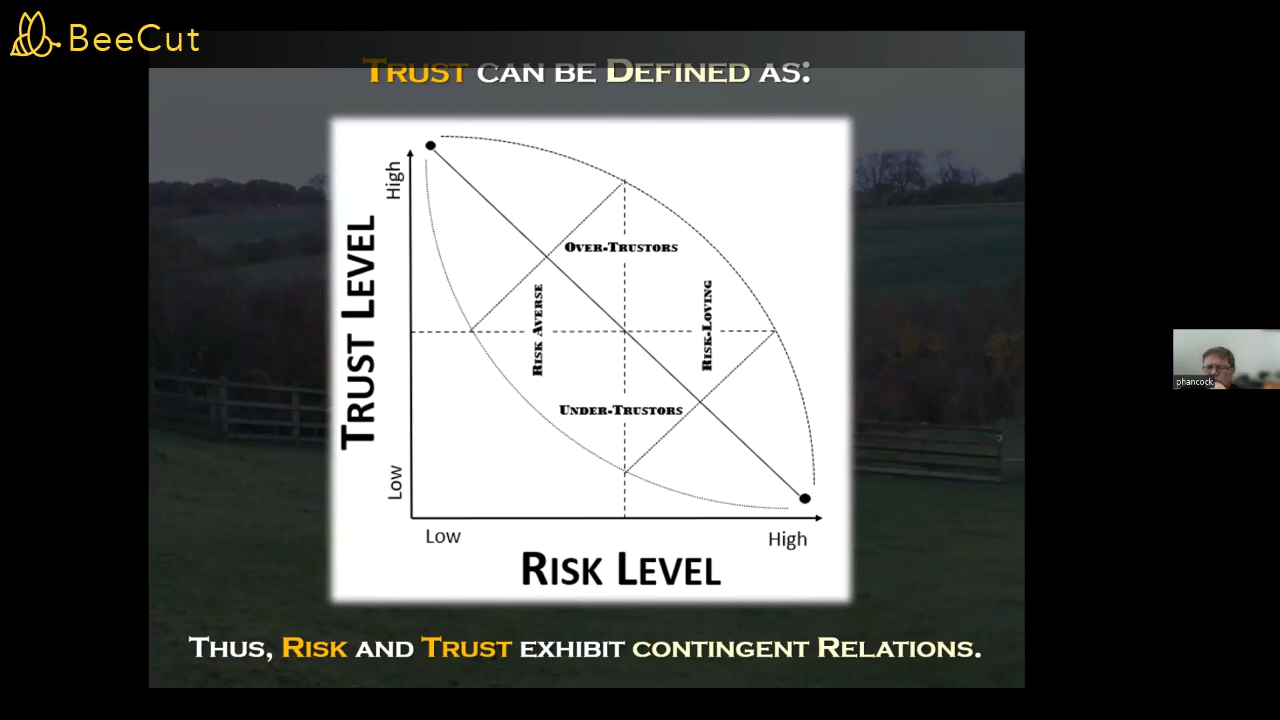 BeeCut
Trust can be Defined as:
High
Trust Level
Low
Over-Trustors
Risk Averse
Risk-Loving
Under-Trustors
Low
High
Risk Level
phancock
Thus, Risk and Trust exhibit contingent Relations.